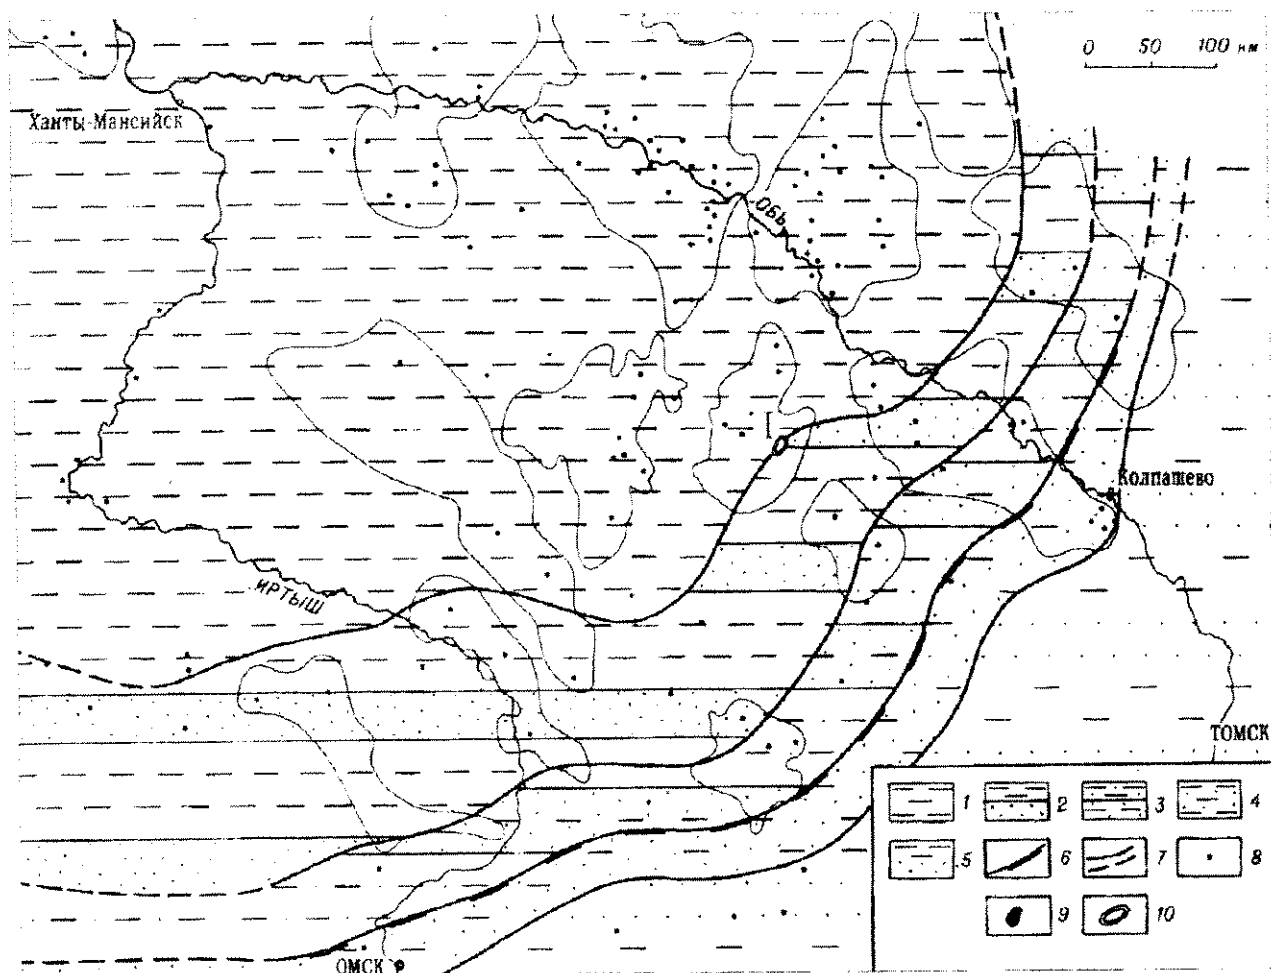 0 50 100 км
Ханты-Мансийск
ОБЬ
Колпашево
ИРТЫШ
ТОМСК
1 2 3 4
5 6 7 8
9 10
ОМСК